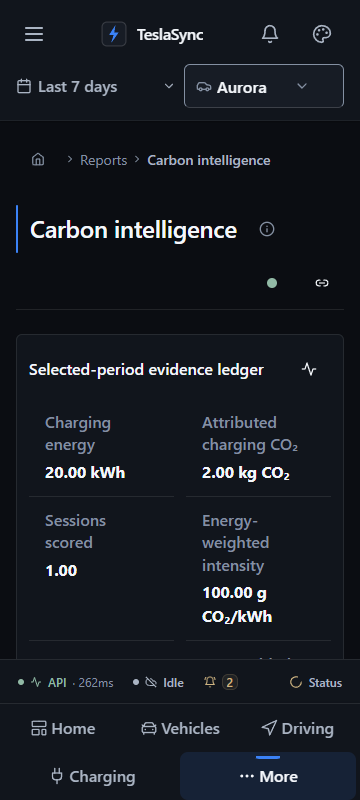 TeslaSync
Last 7 days
Aurora
Reports
Carbon intelligence
Carbon intelligence
Selected-period evidence ledger
Charging energy
20.00 kWh
Attributed charging CO₂
2.00 kg CO₂
Sessions scored
1.00
Energy-weighted intensity
100.00 g CO₂/kWh
API · 262ms
Idle
2
Status
Home
Vehicles
Driving
Charging
More